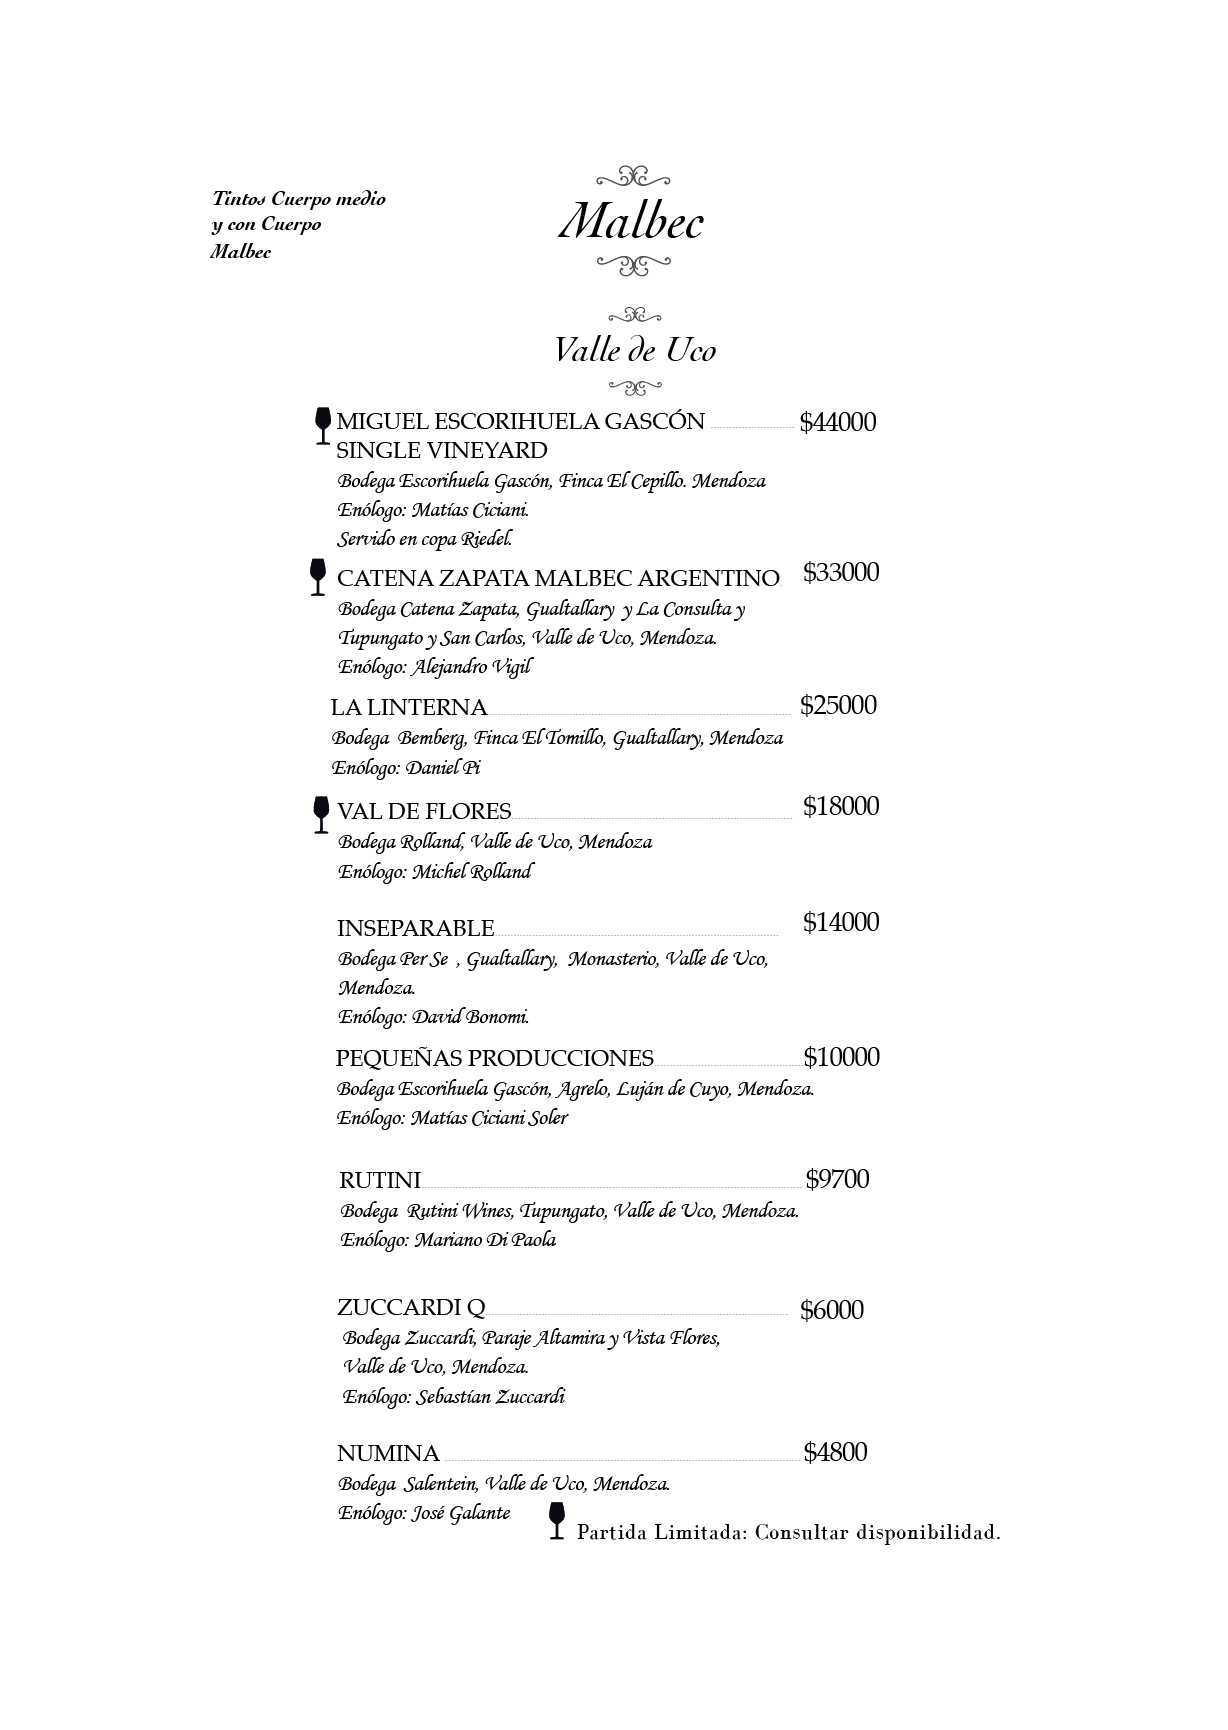 Tintos Cuerpo medio
y con Cuerpo
Malbec
Malbec
Valle de Uco
MIGUEL ESCORIHUELA GASCÓN $44000
SINGLE VINEYARD
Bodega Escorihuela Gascón, Finca El Cepillo. Mendoza
Enólogo: Matías Ciciani.
Servido en copa Riedel.
CATENA ZAPATA MALBEC ARGENTINO $33000
Bodega Catena Zapata, Gualtallary y La Consulta y
Tupungato y San Carlos, Valle de Uco, Mendoza.
Enólogo: Alejandro Vigil
LA LINTERNA $25000
Bodega Bemberg, Finca El Tomillo, Gualtallary, Mendoza
Enólogo: Daniel Pi
VAL DE FLORES $18000
Bodega Rolland, Valle de Uco, Mendoza
Enólogo: Michel Rolland
INSEPARABLE $14000
Bodega Per Se , Gualtallary, Monasterio, Valle de Uco,
Mendoza.
Enólogo: David Bonomi.
PEQUEÑAS PRODUCCIONES $10000
Bodega Escorihuela Gascón, Agrelo, Luján de Cuyo, Mendoza.
Enólogo: Matías Ciciani Soler
RUTINI $9700
Bodega Rutini Wines, Tupungato, Valle de Uco, Mendoza.
Enólogo: Mariano Di Paola
ZUCCARDI Q $6000
Bodega Zuccardi, Paraje Altamira y Vista Flores,
Valle de Uco, Mendoza.
Enólogo: Sebastían Zuccardi
NUMINA $4800
Bodega Salentein, Valle de Uco, Mendoza.
Enólogo: José Galante
Partida Limitada: Consultar disponibilidad.